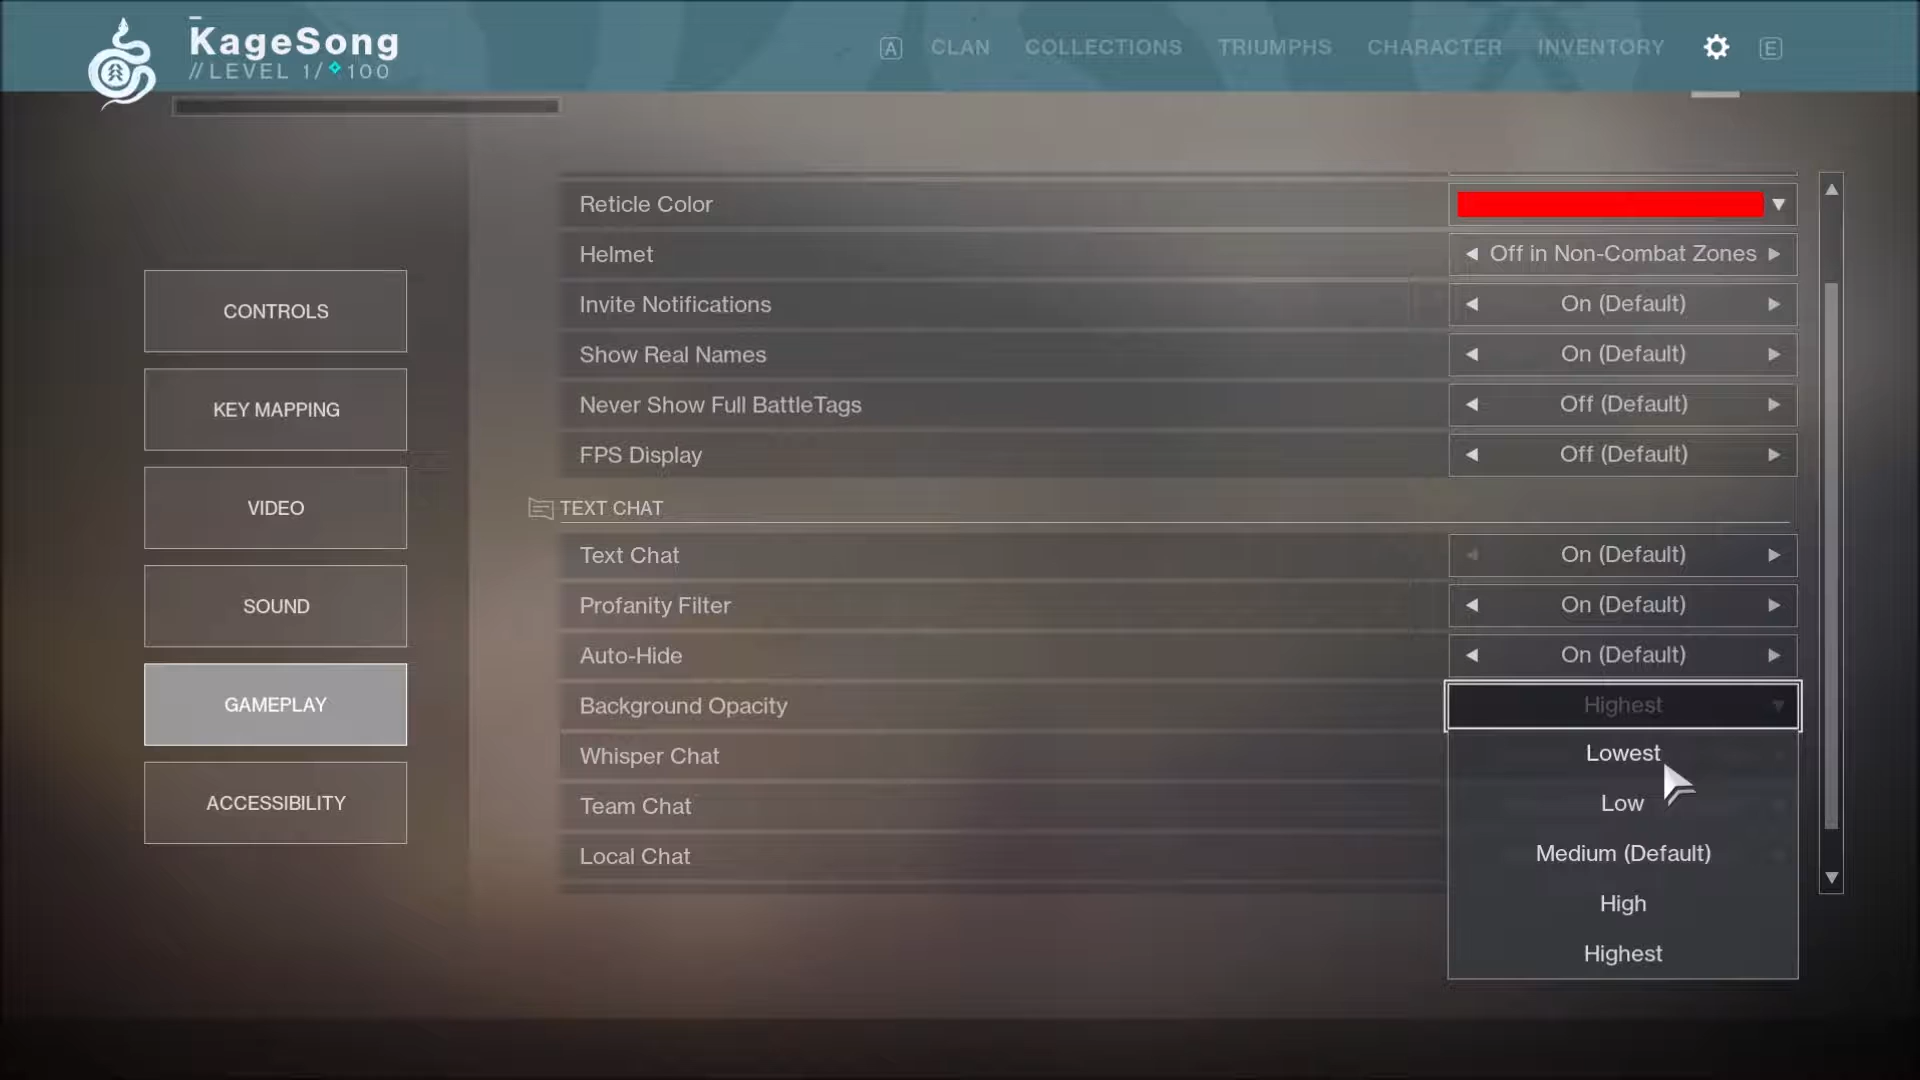 KageSong
//LEVEL 1/100
A
CLAN
COLLECTIONS
TRIUMPHS
CHARACTER
INVENTORY
E
CONTROLS
KEY MAPPING
VIDEO
SOUND
GAMEPLAY
ACCESSIBILITY
Reticle Color
Helmet
Off in Non-Combat Zones
Invite Notifications
On (Default)
Show Real Names
On (Default)
Never Show Full BattleTags
Off (Default)
FPS Display
Off (Default)
TEXT CHAT
Text Chat
On (Default)
Profanity Filter
On (Default)
Auto-Hide
On (Default)
Background Opacity
Highest
Whisper Chat
Team Chat
Local Chat
Lowest
Low
Medium (Default)
High
Highest